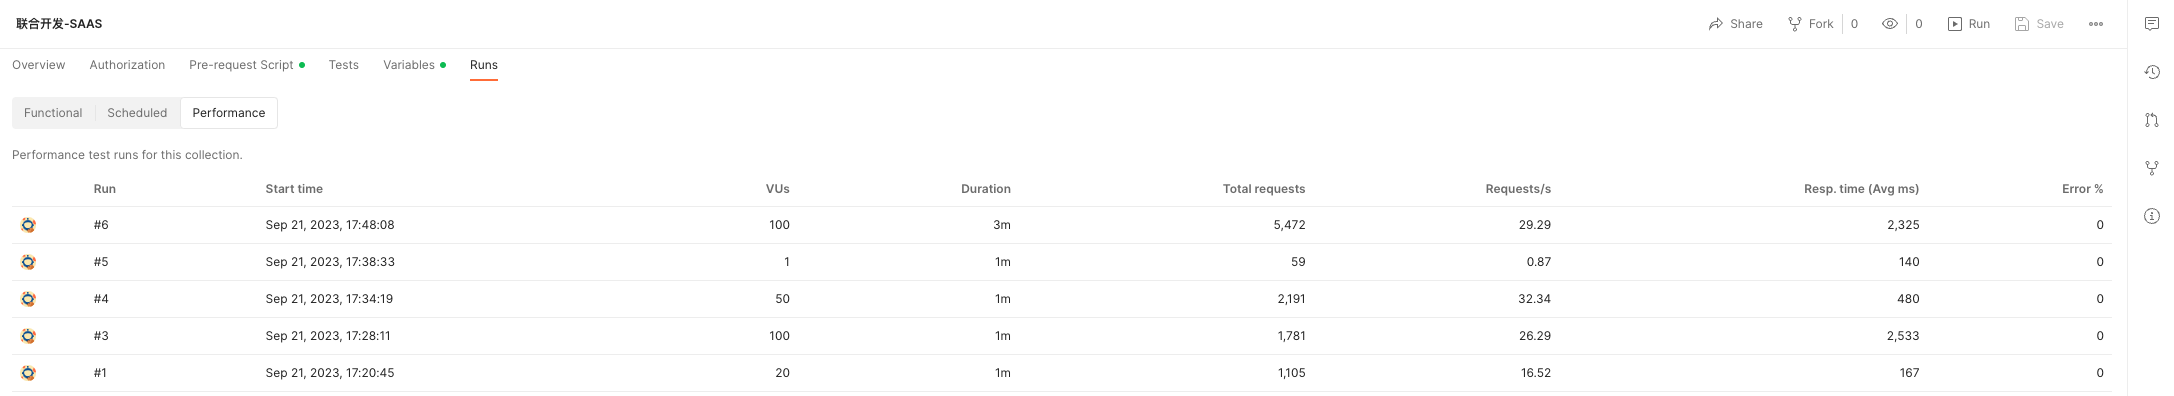 联合开发-SAAS
Share Fork 0 0 Run Save
Overview Authorization Pre-request Script Tests Variables Runs
Functional Scheduled Performance
Performance test runs for this collection.
Run Start time VUs Duration Total requests Requests/s Resp. time (Avg ms) Error %
#6 Sep 21, 2023, 17:48:08 100 3m 5,472 29.29 2,325 0
#5 Sep 21, 2023, 17:38:33 1 1m 59 0.87 140 0
#4 Sep 21, 2023, 17:34:19 50 1m 2,191 32.34 480 0
#3 Sep 21, 2023, 17:28:11 100 1m 1,781 26.29 2,533 0
#1 Sep 21, 2023, 17:20:45 20 1m 1,105 16.52 167 0